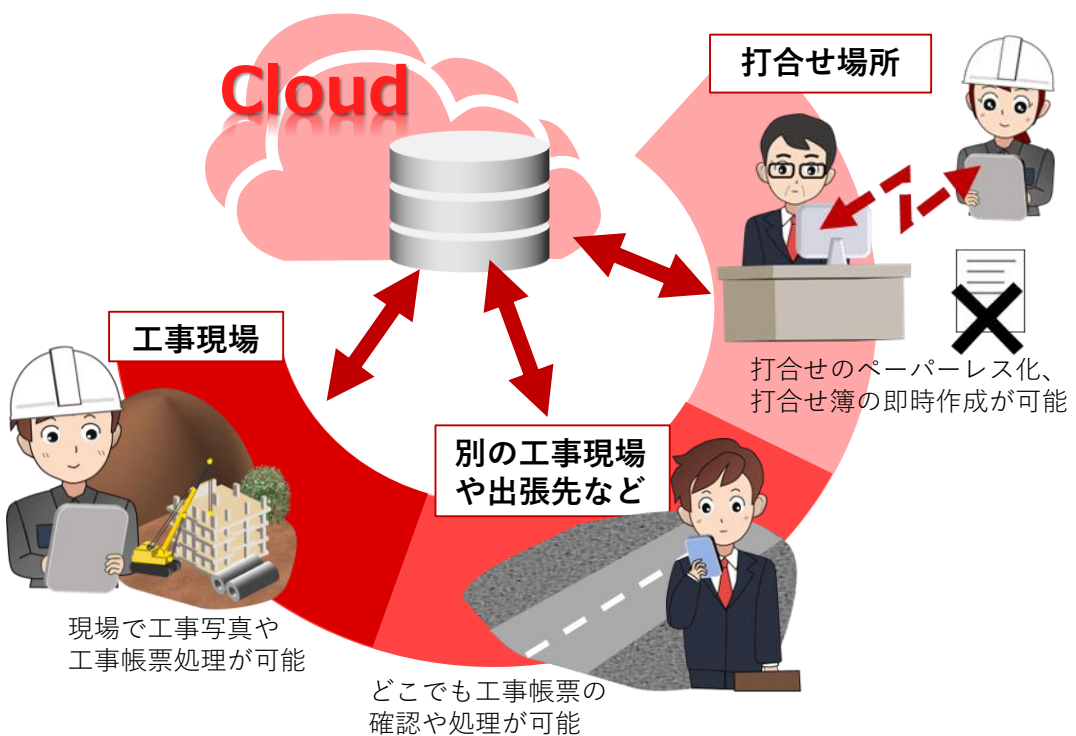 Cloud
打合せ場所
打合せのペーパーレス化、
打合せ簿の即時作成が可能
工事現場
現場で工事写真や
工事帳票処理が可能
別の工事現場
や出張先など
どこでも工事帳票の
確認や処理が可能